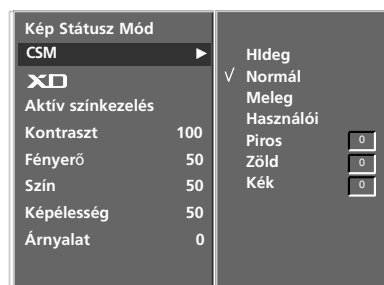 Kép Státusz Mód
CSM
XD
Aktív színkezelés
Kontraszt 100
Fényerő 50
Szín 50
Képélesség 50
Árnyalat 0
HIdeg
√ Normál
Meleg
Használói
Piros 0
Zöld 0
Kék 0